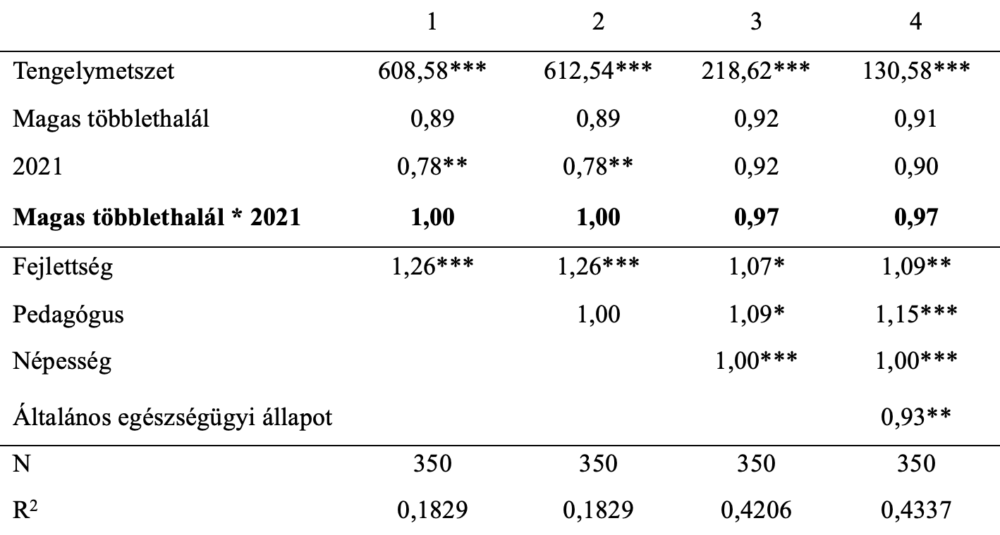 1 2 3 4
Tengelymetszet 608,58*** 612,54*** 218,62*** 130,58***
Magas többlethalál 0,89 0,89 0,92 0,91
2021 0,78** 0,78** 0,92 0,90
Magas többlethalál * 2021 1,00 1,00 0,97 0,97
Fejlettség 1,26*** 1,26*** 1,07* 1,09**
Pedagógus 1,00 1,09* 1,15***
Népesség 1,00*** 1,00***
Általános egészségügyi állapot 0,93**
N 350 350 350 350
R² 0,1829 0,1829 0,4206 0,4337